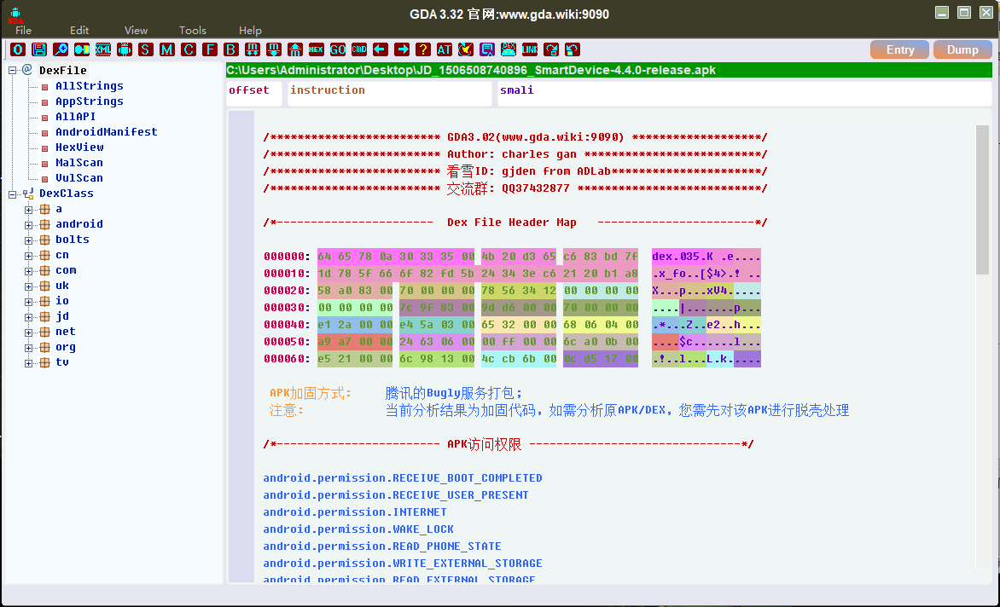 GDA 3.32 官网:www.gda.wiki:9090
GDA
File Edit View Tools Help
O XML S M C F B m m m HEX GO CMD ? AT DEX LINK Entry Dump
DexFile
AllStrings
AppStrings
AllAPI
AndroidManifest
HexView
MalScan
VulScan
DexClass
a
android
bolts
cn
com
uk
io
jd
net
org
tv
C:\Users\Administrator\Desktop\JD_1506508740896_SmartDevice-4.4.0-release.apk
offset instruction smali
/************************* GDA3.02(www.gda.wiki:9090) *******************/
/************************* Author: charles gan **************************/
/************************* 看雪ID: gjden from ADLab**********************/
/************************* 交流群: QQ37432877 ***************************/
/*----------------------- Dex File Header Map -----------------------*/
000000: 64 65 78 0a 30 33 35 00 4b 20 d3 65 c6 83 bd 7f dex.035.K .e....
000010: 1d 78 5f 66 6f 82 fd 5b 24 34 3e c6 21 20 b1 a8 .x_fo..[$4>.! ..
000020: 58 a0 83 00 70 00 00 00 78 56 34 12 00 00 00 00 X...p...xV4.....
000030: 00 00 00 00 7c 9f 83 00 9d d6 00 00 70 00 00 00 ....|.......p...
000040: e1 2a 00 00 e4 5a 03 00 65 32 00 00 68 06 04 00 .*...Z..e2..h...
000050: a9 a7 00 00 24 63 06 00 00 ff 00 00 6c a0 0b 00 ....$c......l...
000060: e5 21 00 00 6c 98 13 00 4c cb 6b 00 0c d5 17 00 .!..l...L.k.....
APK加固方式: 腾讯的Bugly服务打包;
注意: 当前分析结果为加固代码，如需分析原APK/DEX，您需先对该APK进行脱壳处理
/*------------------------ APK访问权限 -------------------------------*/
android.permission.RECEIVE_BOOT_COMPLETED
android.permission.RECEIVE_USER_PRESENT
android.permission.INTERNET
android.permission.WAKE_LOCK
android.permission.READ_PHONE_STATE
android.permission.WRITE_EXTERNAL_STORAGE
android.permission.READ_EXTERNAL_STORAGE